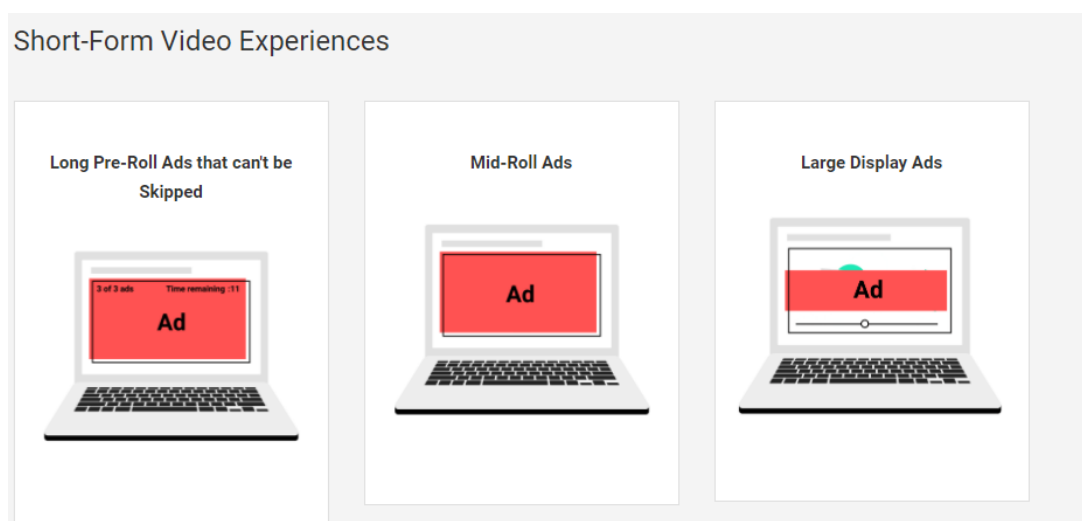 Short-Form Video Experiences
Long Pre-Roll Ads that can't be
Skipped
3 of 3 ads Time remaining :11
Ad
Mid-Roll Ads
Ad
Large Display Ads
Ad